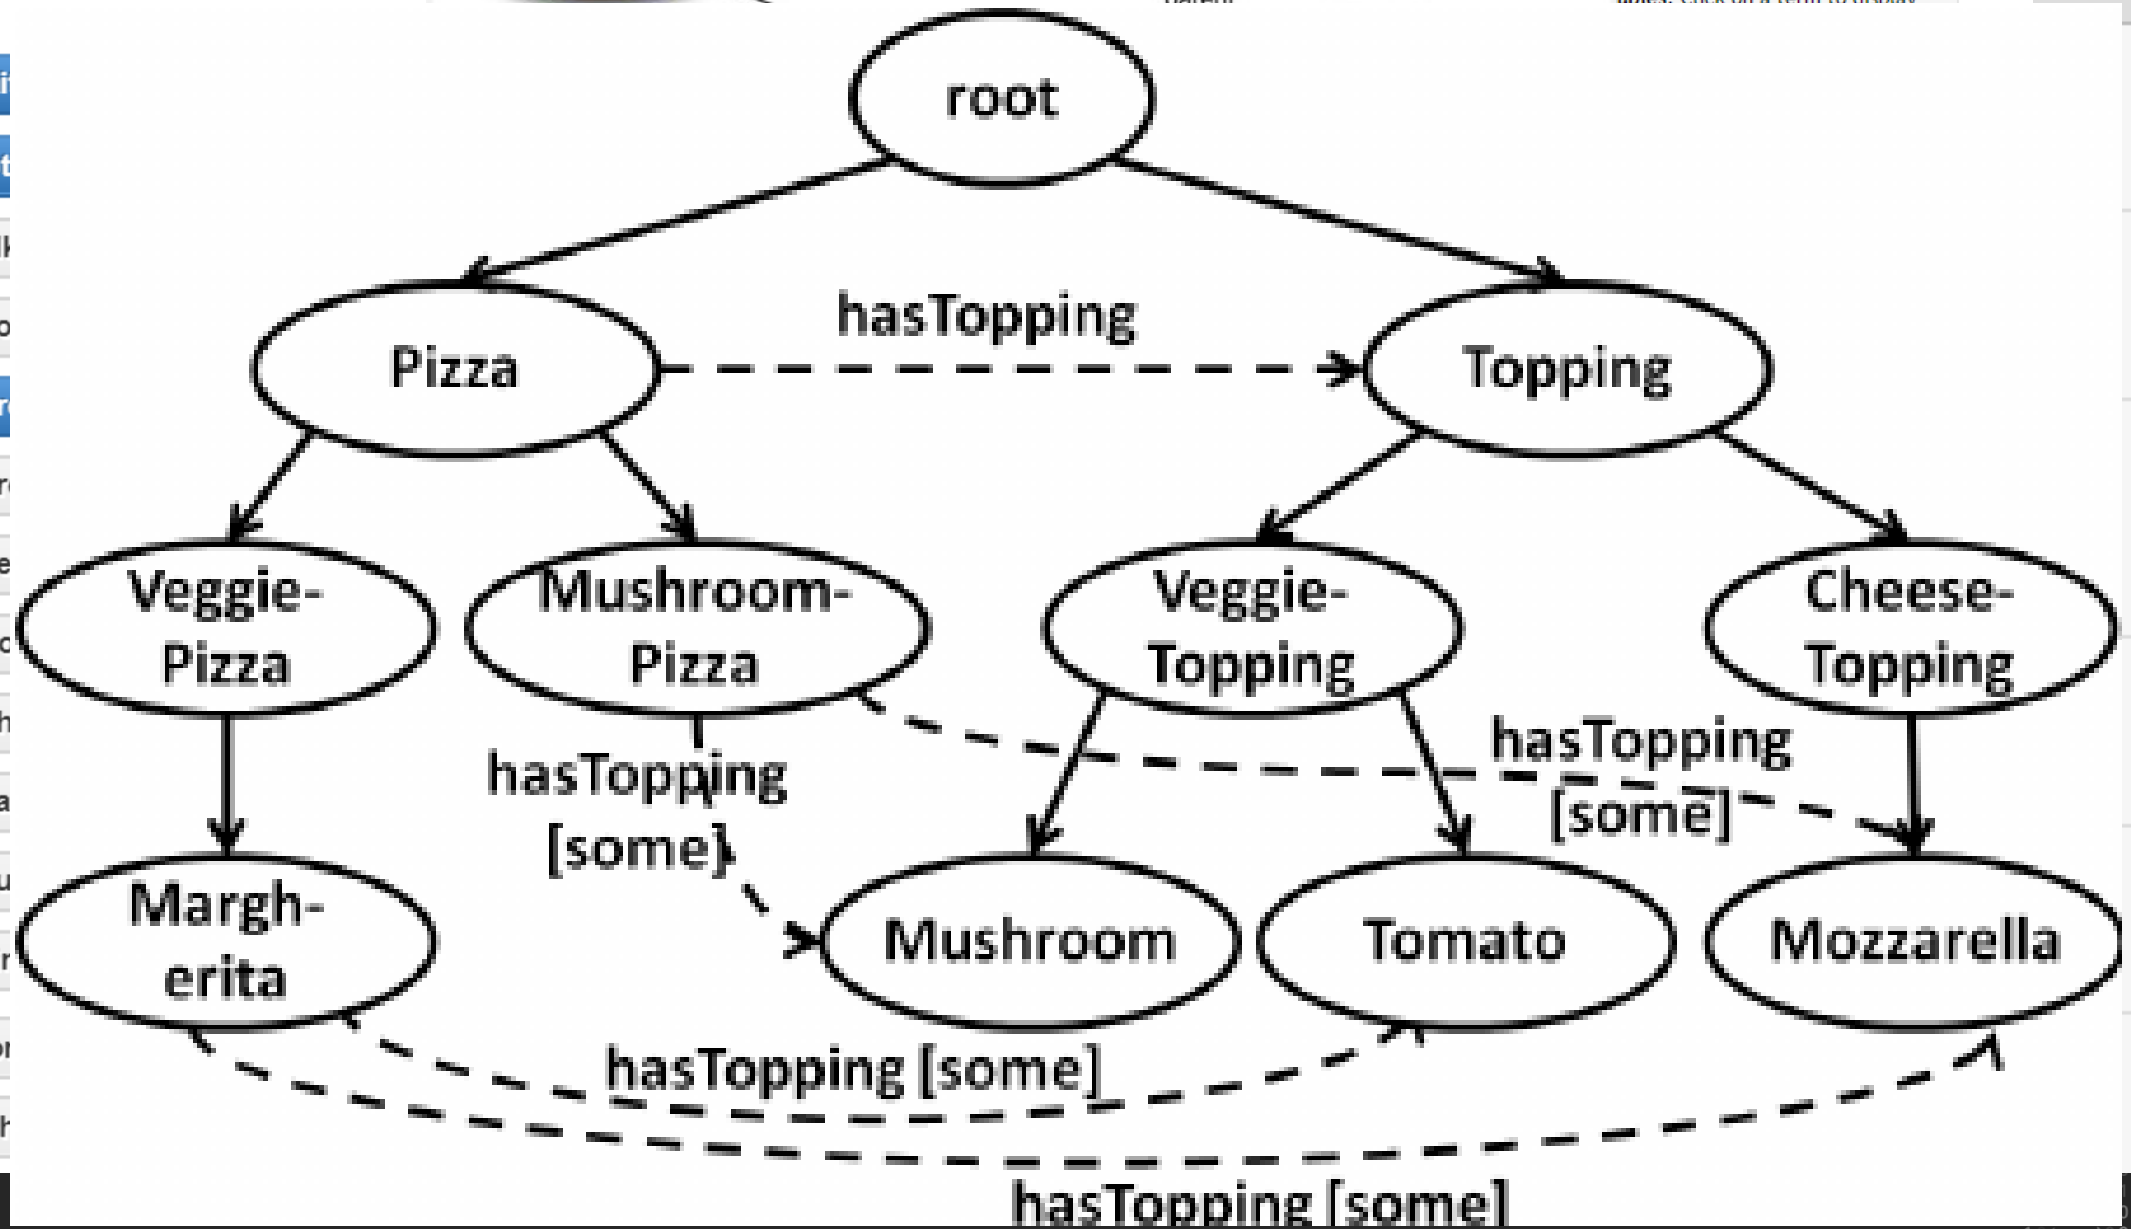 root
hasTopping
Pizza
Topping
Veggie-
Pizza
Mushroom-
Pizza
Veggie-
Topping
Cheese-
Topping
hasTopping
[some]
hasTopping
[some]
Margh-
erita
Mushroom
Tomato
Mozzarella
hasTopping [some]
hasTopping [some]